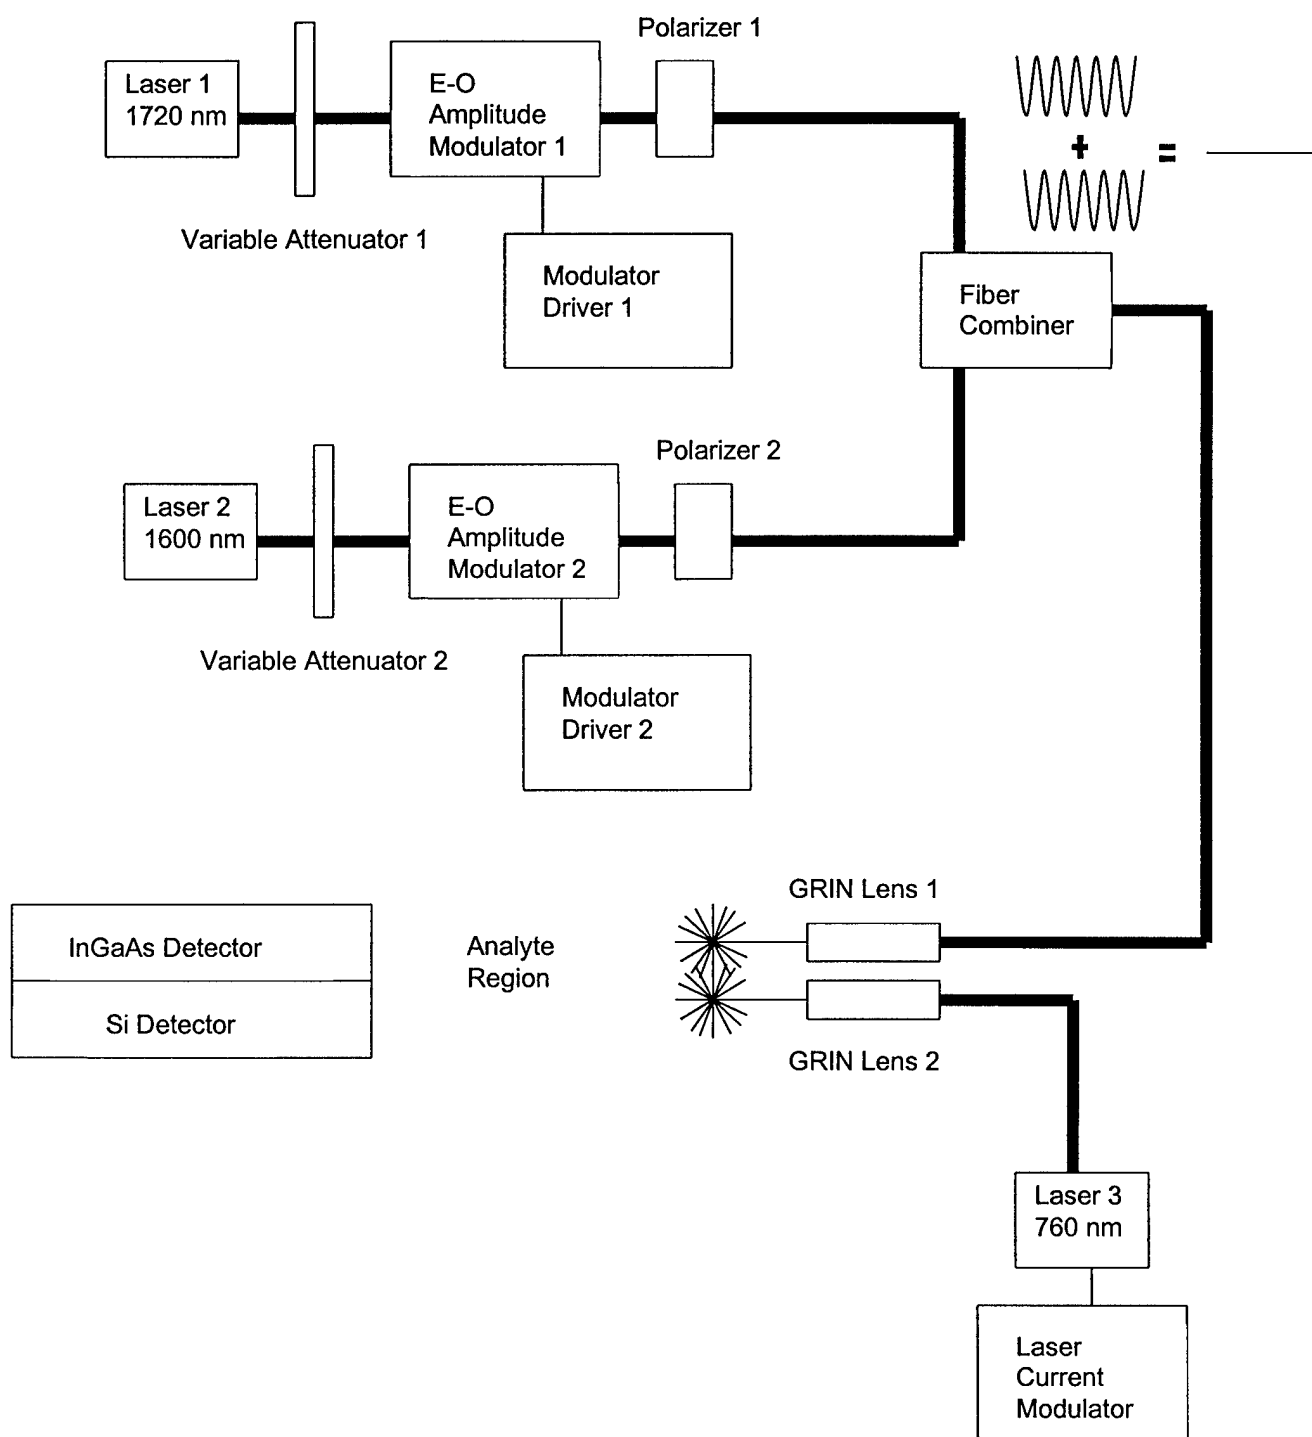 Polarizer 1
Laser 1
1720 nm
E-O
Amplitude
Modulator 1
+
=
Variable Attenuator 1
Modulator
Driver 1
Fiber
Combiner
Polarizer 2
Laser 2
1600 nm
E-O
Amplitude
Modulator 2
Variable Attenuator 2
Modulator
Driver 2
GRIN Lens 1
InGaAs Detector
Analyte
Region
Si Detector
GRIN Lens 2
Laser 3
760 nm
Laser
Current
Modulator